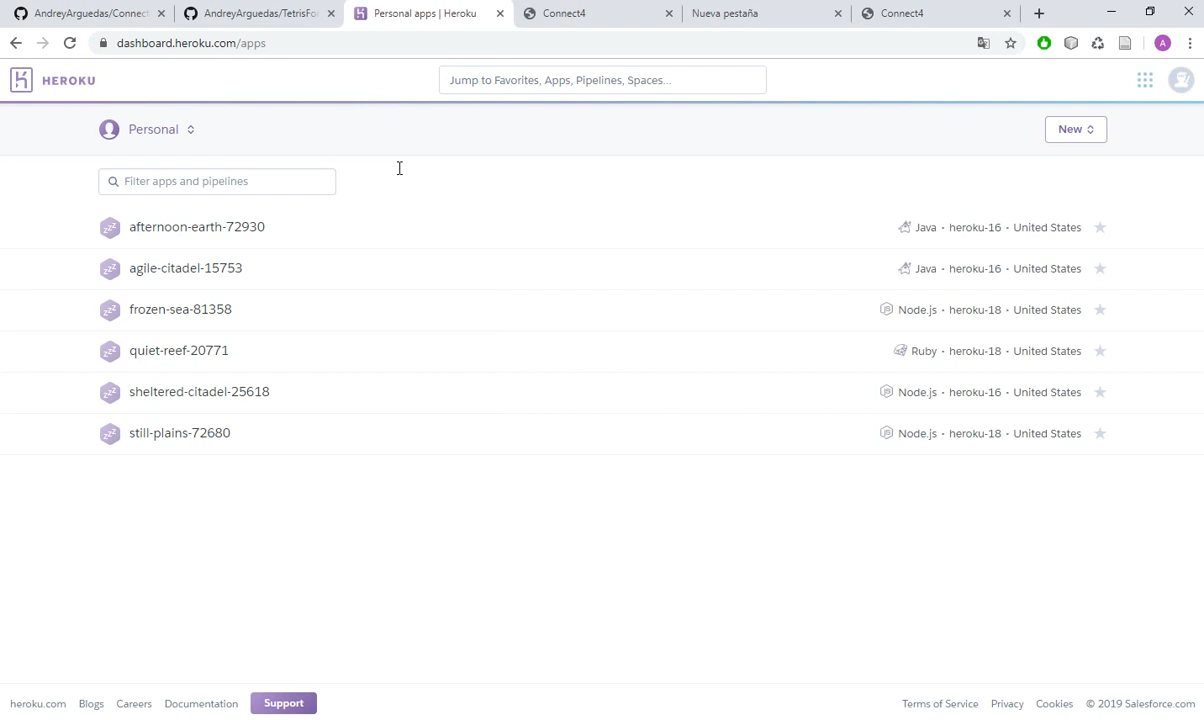 AndreyArguedas/Connect
AndreyArguedas/TetrisFor
Personal apps | Heroku
Connect4
Nueva pestaña
Connect4
dashboard.heroku.com/apps
A
HEROKU
Jump to Favorites, Apps, Pipelines, Spaces...
Personal
New
Filter apps and pipelines
afternoon-earth-72930
Java · heroku-16 · United States
agile-citadel-15753
Java · heroku-16 · United States
frozen-sea-81358
Node.js · heroku-18 · United States
quiet-reef-20771
Ruby · heroku-18 · United States
sheltered-citadel-25618
Node.js · heroku-16 · United States
still-plains-72680
Node.js · heroku-18 · United States
heroku.com Blogs Careers Documentation Support
Terms of Service Privacy Cookies © 2019 Salesforce.com